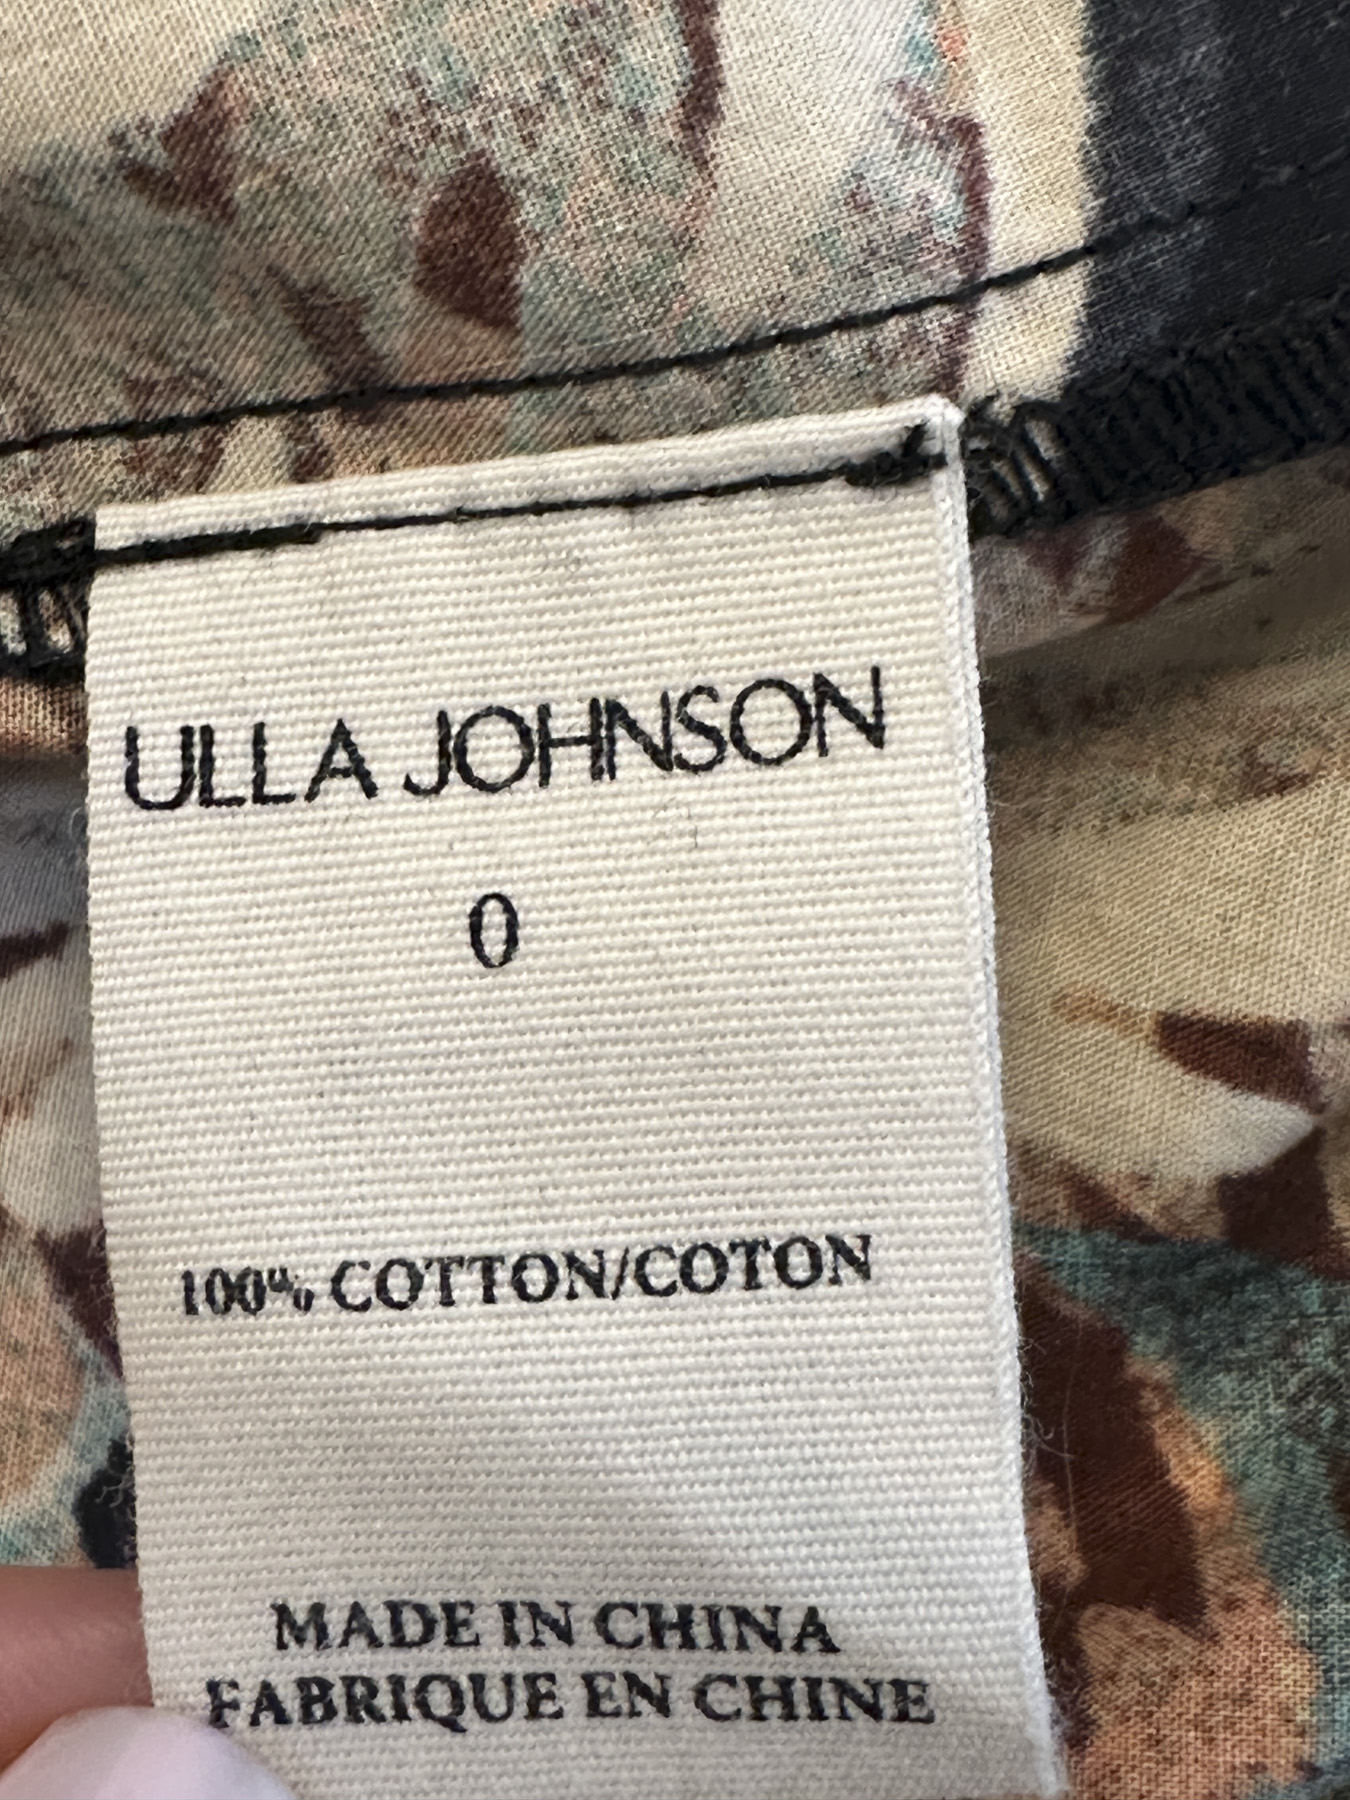 ULLA JOHNSON
0
100% COTTON/COTON
MADE IN CHINA
FABRIQUE EN CHINE